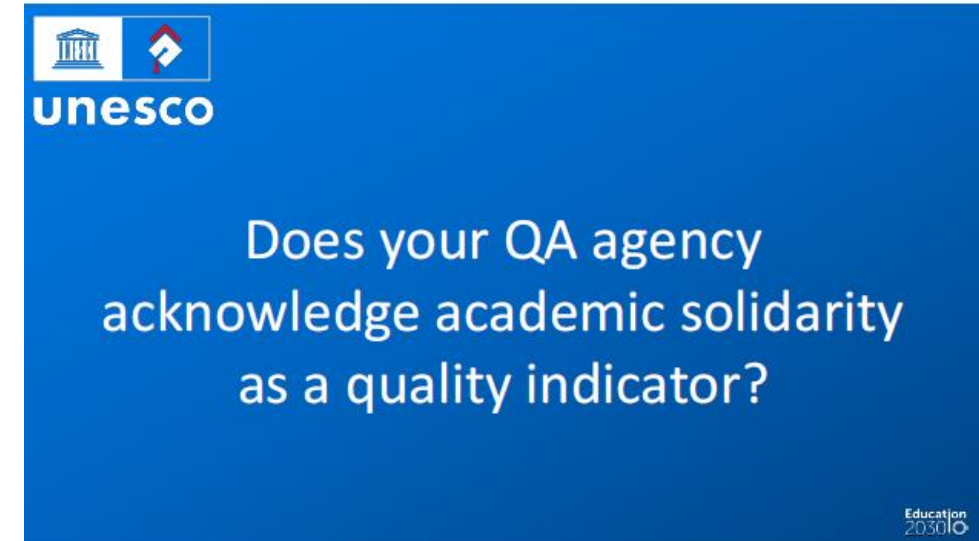 unesco
Does your QA agency
acknowledge academic solidarity
as a quality indicator?
Education
2030